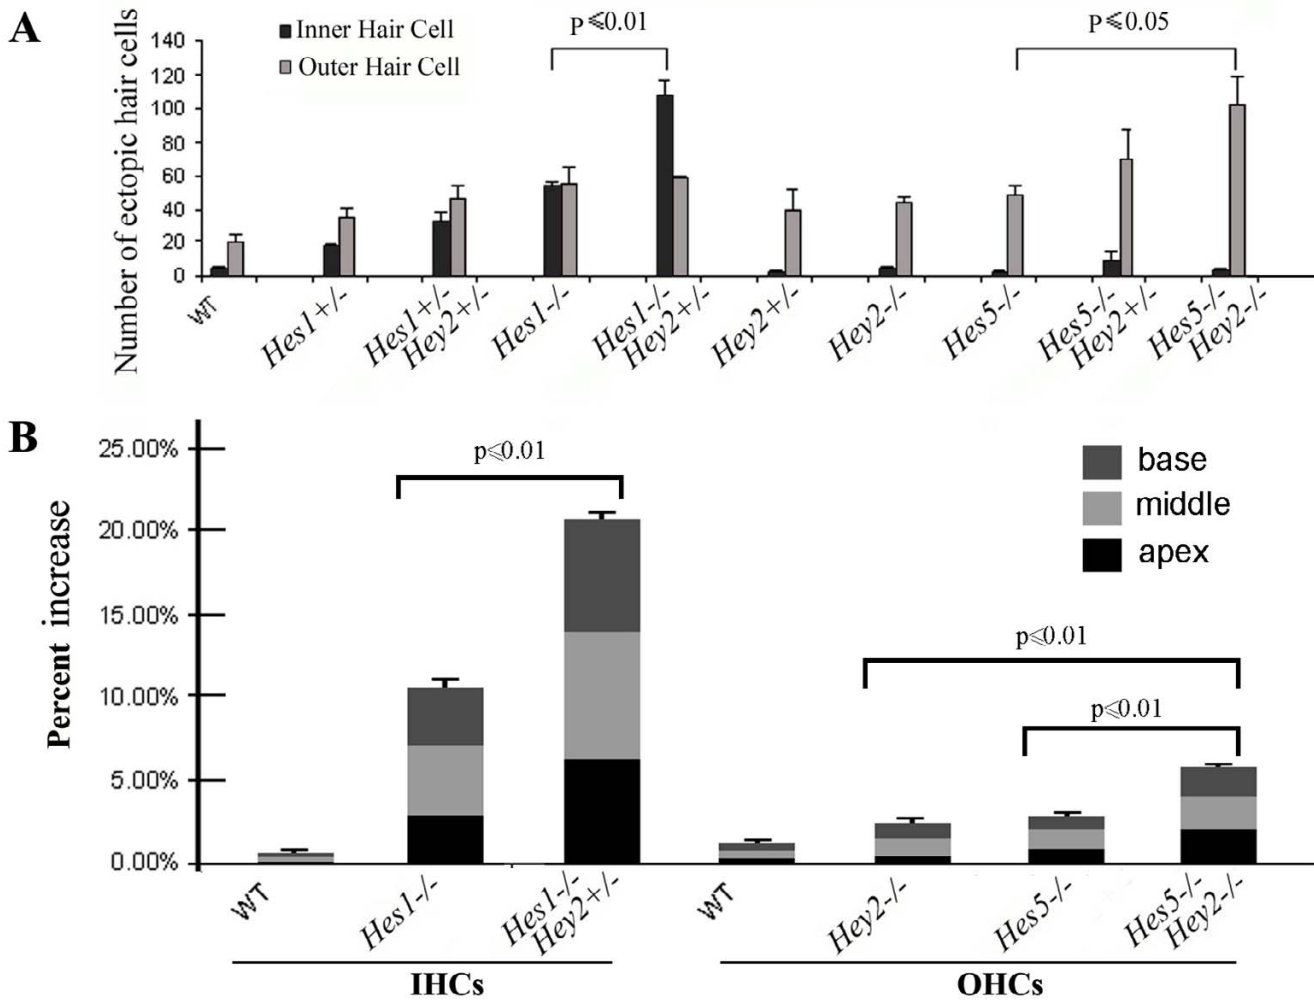 A
Number of ectopic hair cells
140
120
100
80
60
40
20
0
Inner Hair Cell
Outer Hair Cell
P ⩽0.01
P ⩽0.05
WT
Hes1+/-
Hes1+/-
Hey2+/-
Hes1-/-
Hes1-/-
Hey2+/-
Hey2+/-
Hey2-/-
Hes5-/-
Hes5-/-
Hey2+/-
Hes5-/-
Hey2-/-
B
Percent increase
25.00%
20.00%
15.00%
10.00%
5.00%
0.00%
p⩽0.01
base
middle
apex
p⩽0.01
p⩽0.01
WT
Hes1-/-
Hes1-/-
Hey2+/-
WT
Hey2-/-
Hes5-/-
Hes5-/-
Hey2-/-
IHCs
OHCs